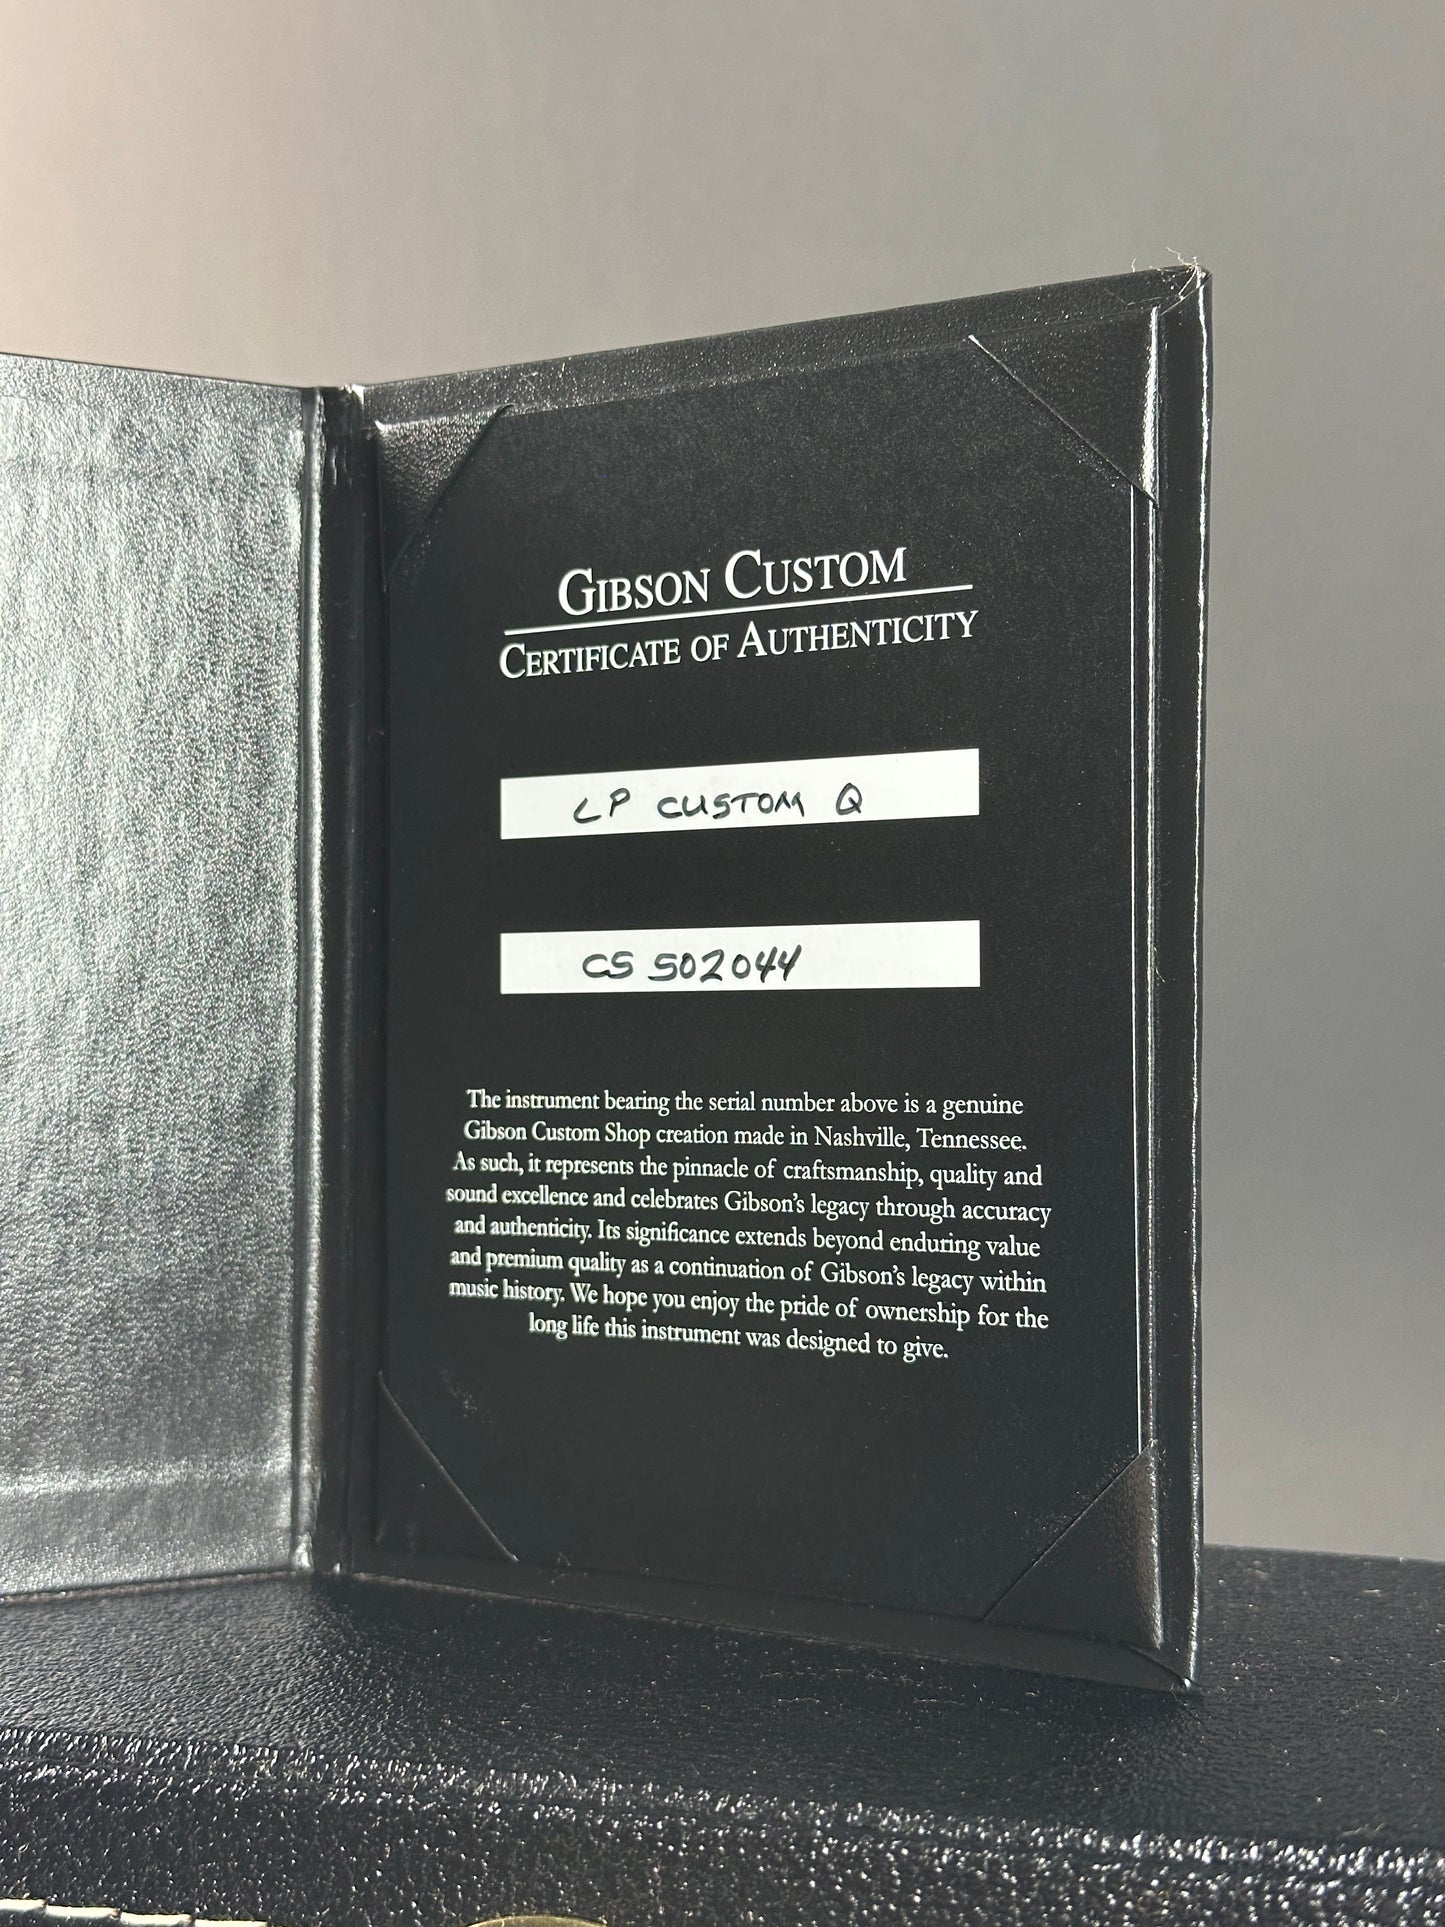 GIBSON CUSTOM
CERTIFICATE OF AUTHENTICITY
LP CUSTOM Q
CS 502044
The instrument bearing the serial number above is a genuine
Gibson Custom Shop creation made in Nashville, Tennessee.
As such, it represents the pinnacle of craftsmanship, quality and
sound excellence and celebrates Gibson's legacy through accuracy
and authenticity. Its significance extends beyond enduring value
and premium quality as a continuation of Gibson's legacy within
music history. We hope you enjoy the pride of ownership for the
long life this instrument was designed to give.